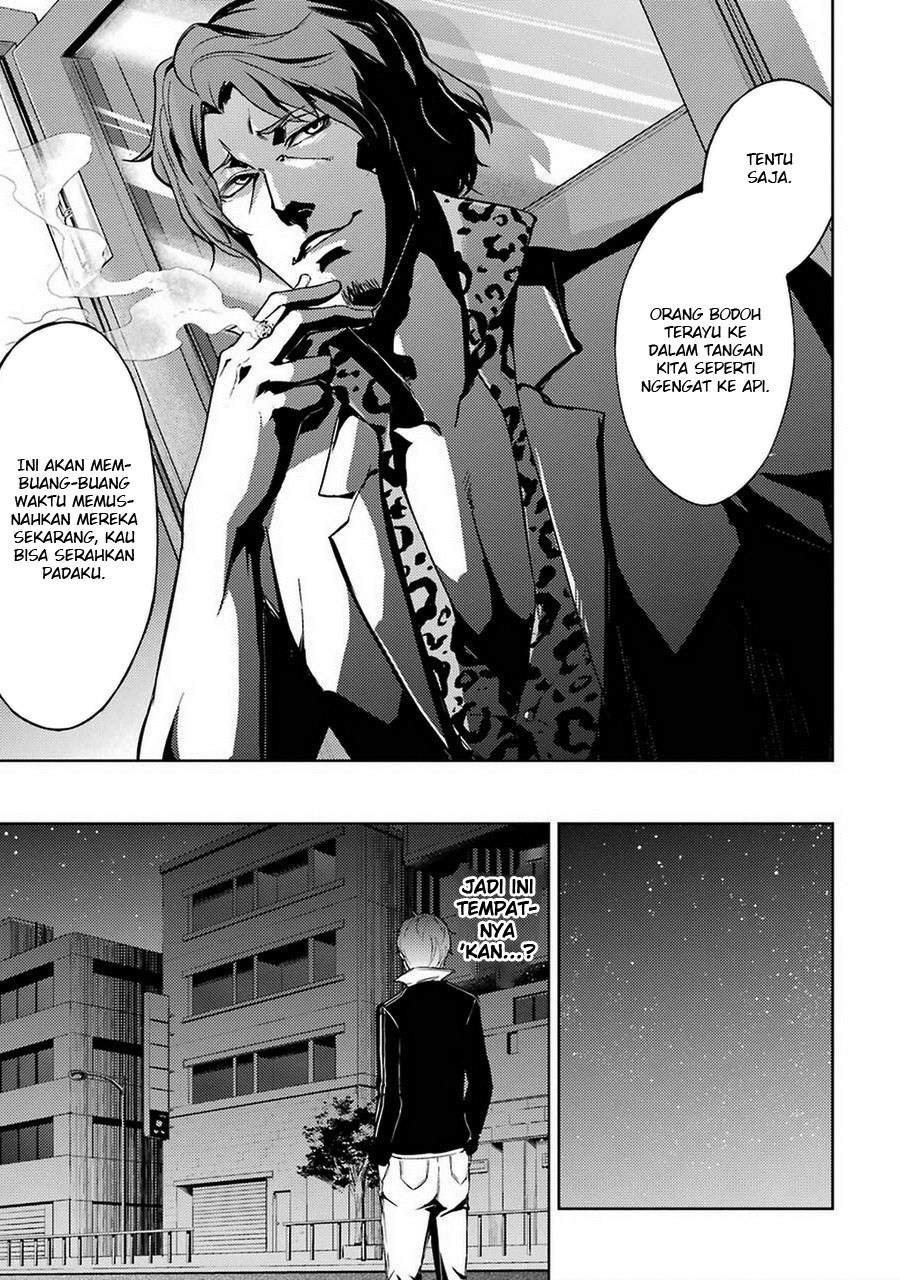 TENTU
SAJA.
ORANG BODOH
TERAYU KE
DALAM TANGAN
KITA SEPERTI
NGENGAT KE API.
INI AKAN MEM-
BUANG-BUANG
WAKTU MEMUS-
NAHKAN MEREKA
SEKARANG, KAU
BISA SERAHKAN
PADAKU.
JADI INI
TEMPAT-
NYA
'KAN...?